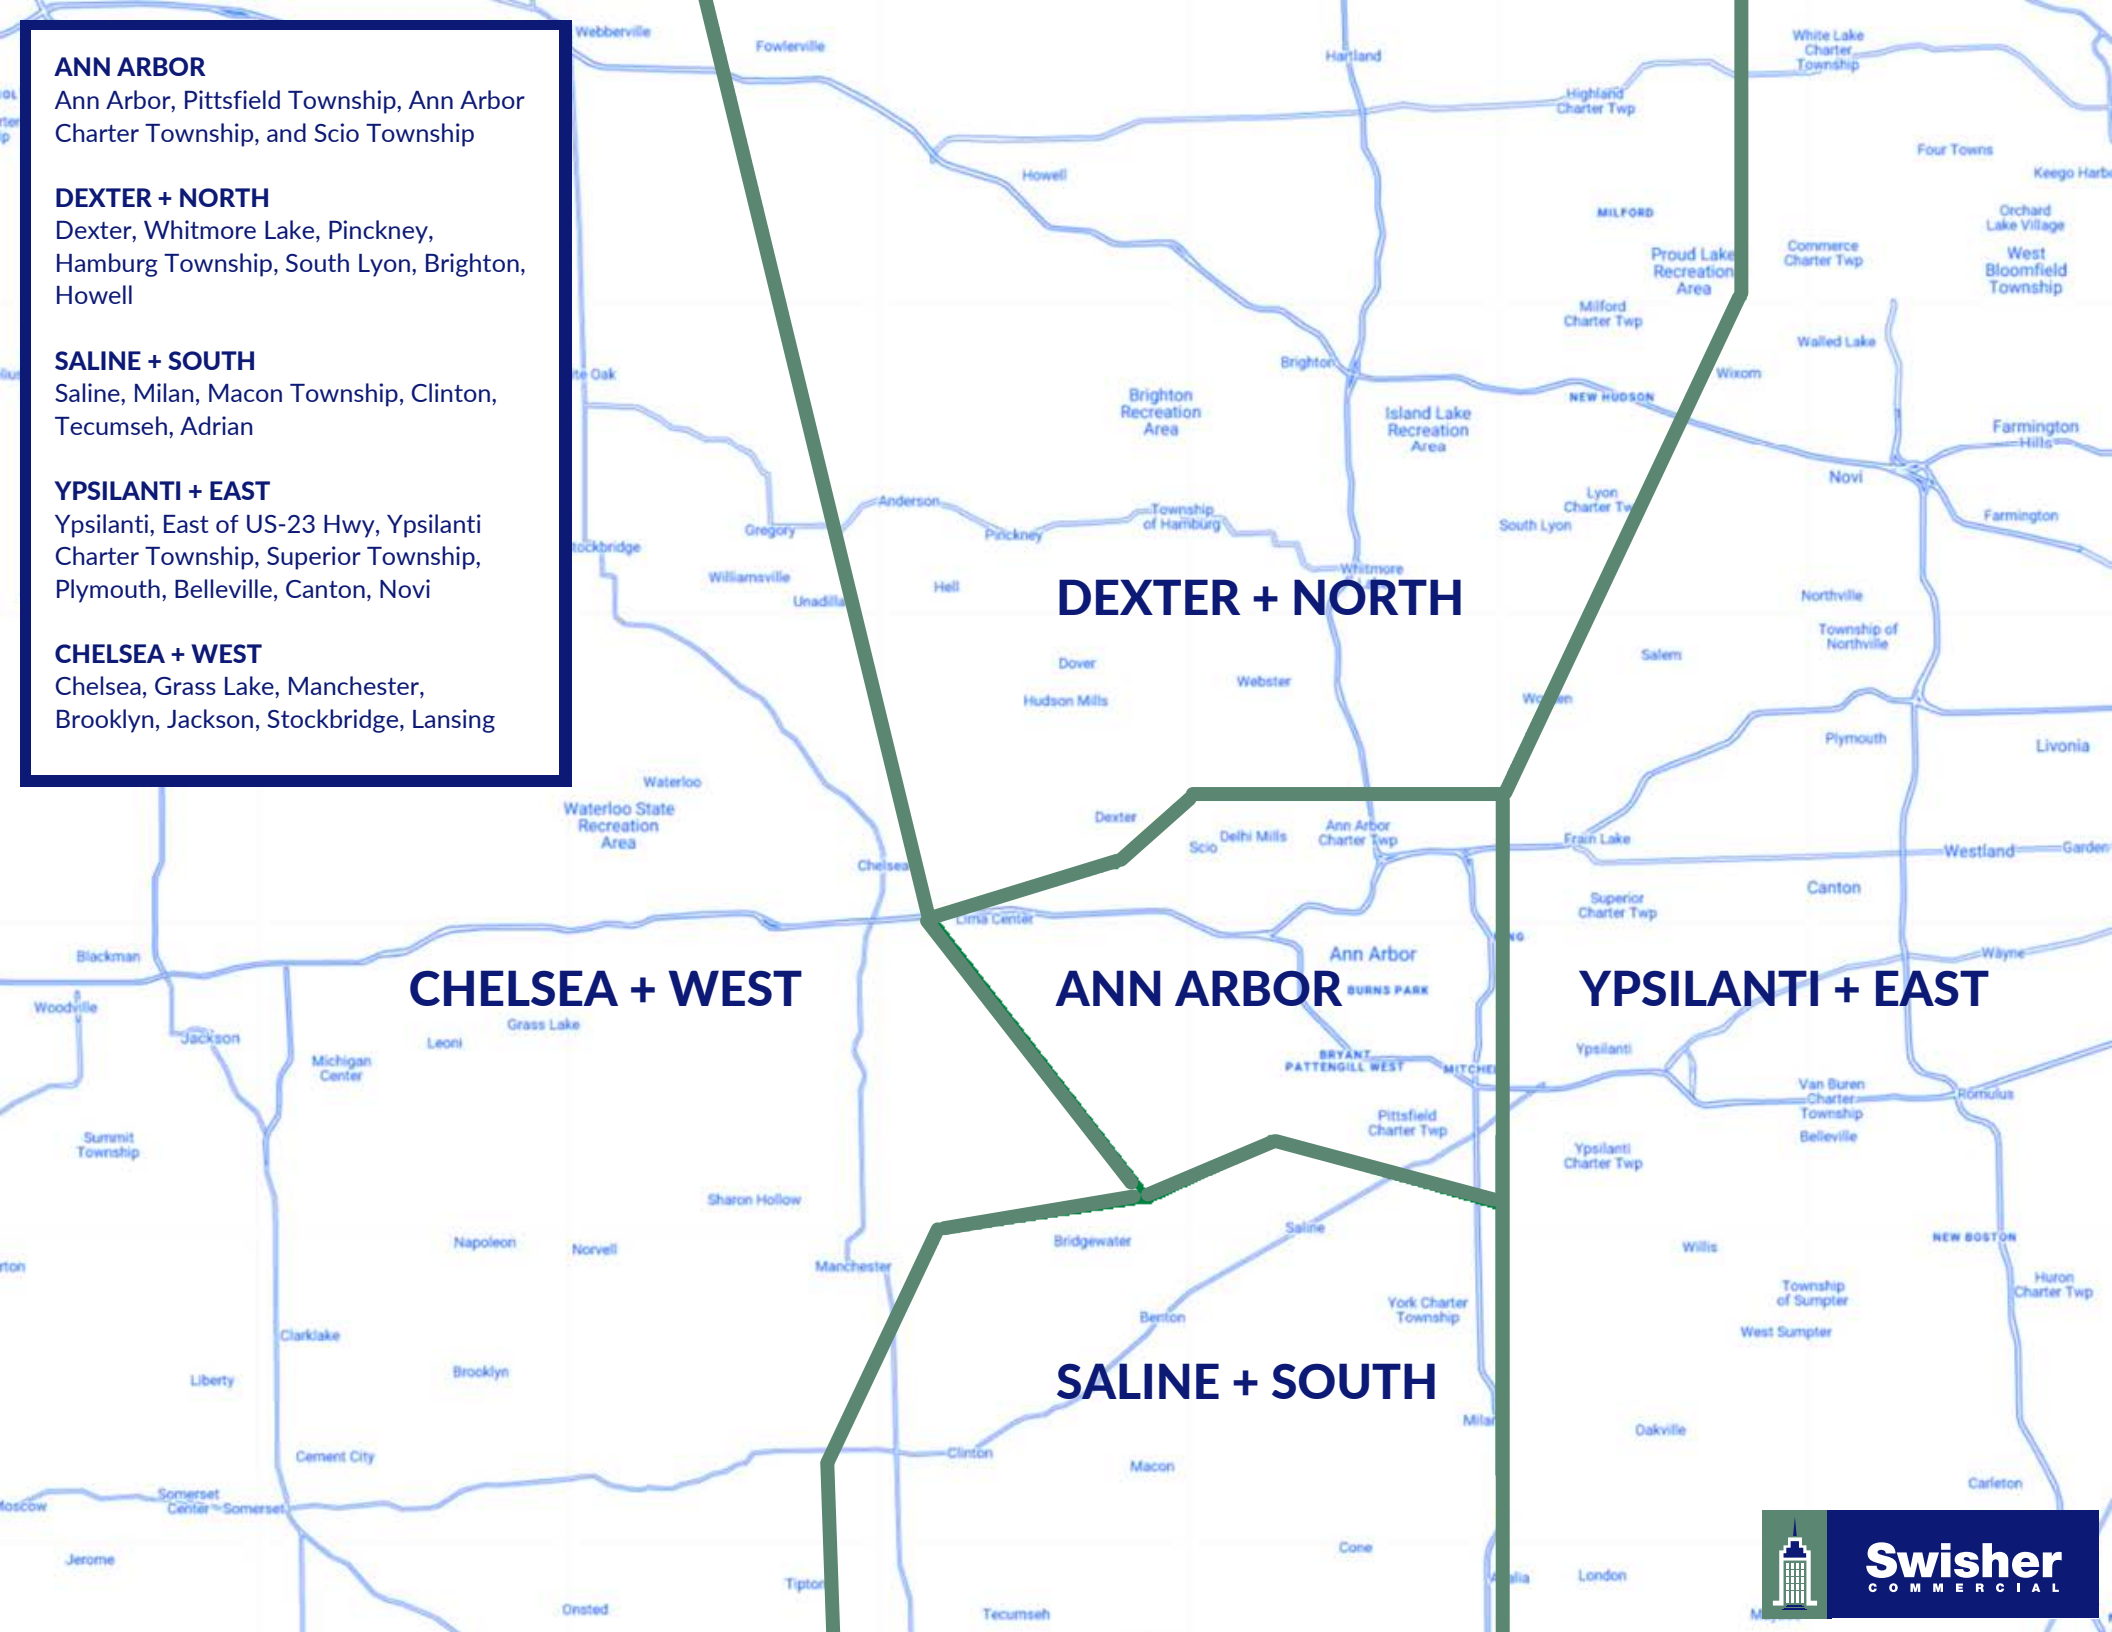 ANN ARBOR
Ann Arbor, Pittsfield Township, Ann Arbor
Charter Township, and Scio Township
DEXTER + NORTH
Dexter, Whitmore Lake, Pinckney,
Hamburg Township, South Lyon, Brighton,
Howell
SALINE + SOUTH
Saline, Milan, Macon Township, Clinton,
Tecumseh, Adrian
YPSILANTI + EAST
Ypsilanti, East of US-23 Hwy, Ypsilanti
Charter Township, Superior Township,
Plymouth, Belleville, Canton, Novi
CHELSEA + WEST
Chelsea, Grass Lake, Manchester,
Brooklyn, Jackson, Stockbridge, Lansing
Webberville
Fowlerville
Hartland
White Lake
Charter
Township
Highland
Charter Twp
Four Towns
Howell
MILFORD
Orchard
Lake Village
Proud Lake
Recreation
Area
Commerce
Charter Twp
West
Bloomfield
Township
Milford
Charter Twp
Walled Lake
Brighton
Wixom
Brighton
Recreation
Area
Island Lake
Recreation
Area
NEW HUDSON
Farmington
Hills
Novi
Anderson
Gregory
Pinckney
Township
of Hamburg
Lyon
South Lyon
Farmington
Williamsville
Unadilla
Hell
Whitmore
DEXTER + NORTH
Northville
Township of
Northville
Dover
Hudson Mills
Webster
Salem
Plymouth
Livonia
Waterloo
Waterloo State
Recreation
Area
Dexter
Scio
Delhi Mills
Ann Arbor
Charter Twp
Frain Lake
Westland
Garden
Chelsea
Canton
Superior
Charter Twp
Lima Center
Blackman
Ann Arbor
Wayne
CHELSEA + WEST
ANN ARBOR
BURNS PARK
YPSILANTI + EAST
Woodville
Jackson
Grass Lake
Leoni
Michigan
Center
BRYANT
PATTENGILL WEST
Ypsilanti
Van Buren
Charter
Township
Romulus
Belleville
Summit
Township
Pittsfield
Charter Twp
Ypsilanti
Charter Twp
Sharon Hollow
Napoleon
Norvell
Manchester
Bridgewater
Saline
Willis
NEW BOSTON
Township
of Sumpter
Huron
Charter Twp
Benton
York Charter
Township
West Sumpter
Clarklake
Liberty
Brooklyn
SALINE + SOUTH
Oakville
Cement City
Clinton
Macon
Carleton
Somerset
Center
Somerset
Moscow
Jerome
Cone
London
Tipton
Onsted
Tecumseh
Swisher
COMMERCIAL